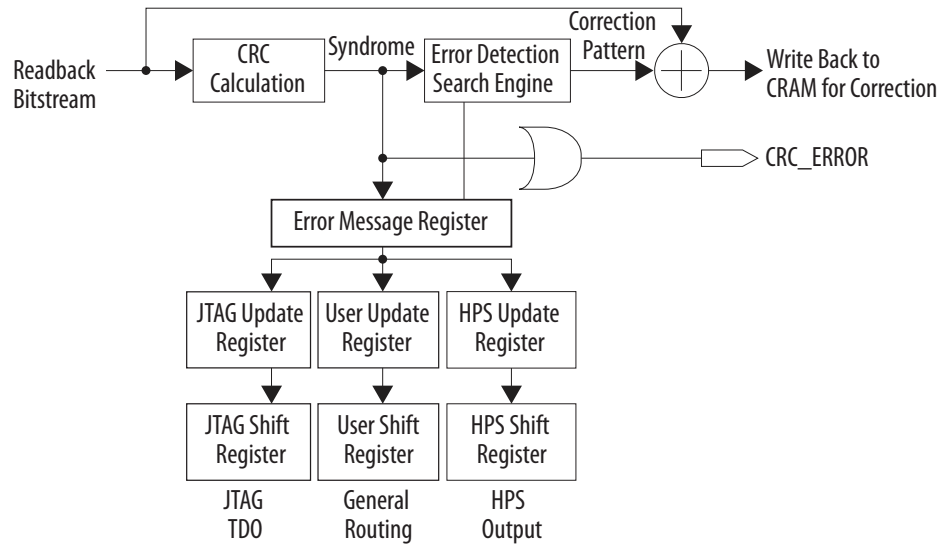 Readback
Bitstream
CRC
Calculation
Syndrome
Error Detection
Search Engine
Correction
Pattern
Write Back to
CRAM for Correction
CRC_ERROR
Error Message Register
JTAG Update
Register
User Update
Register
HPS Update
Register
JTAG Shift
Register
User Shift
Register
HPS Shift
Register
JTAG
TDO
General
Routing
HPS
Output